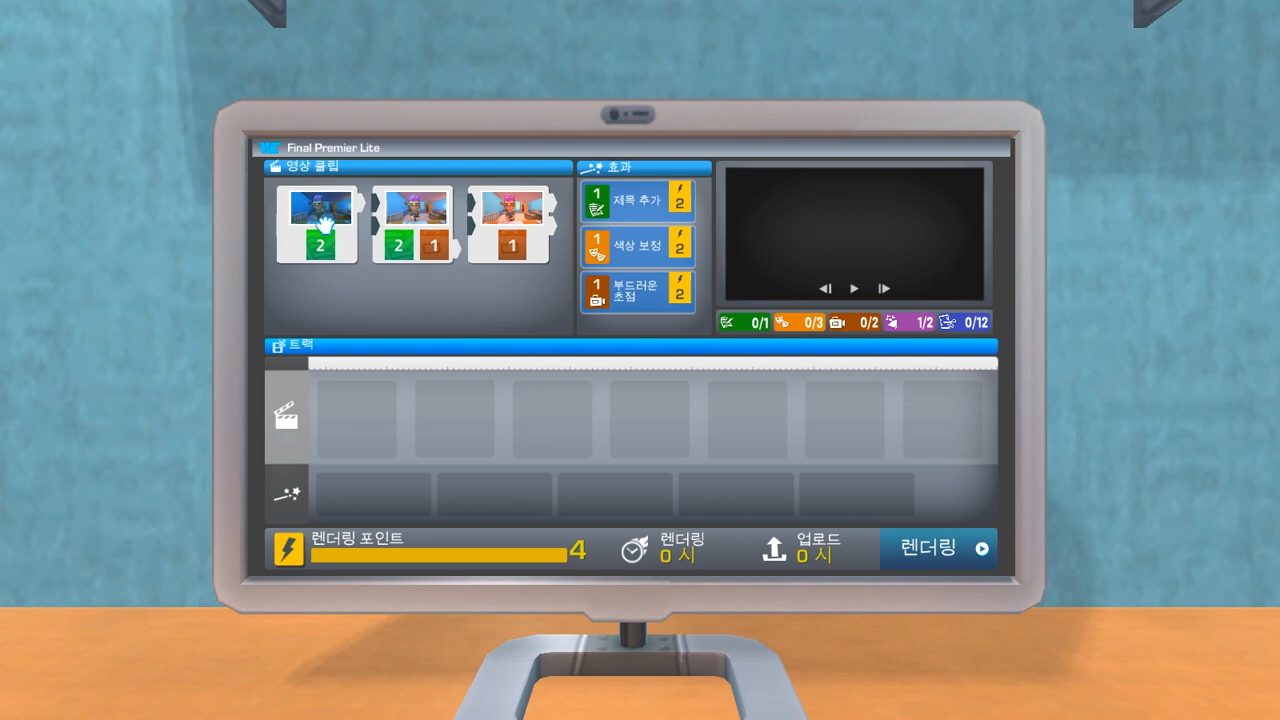 Final Premier Lite
영상 클립
2
2 1
1
효과
1 제목 추가 2
1 색상 보정 2
1 부드러운
초점 2
0/1 0/3 0/2 1/2 0/12
트랙
렌더링 포인트 4
렌더링
0 시
업로드
0 시
렌더링